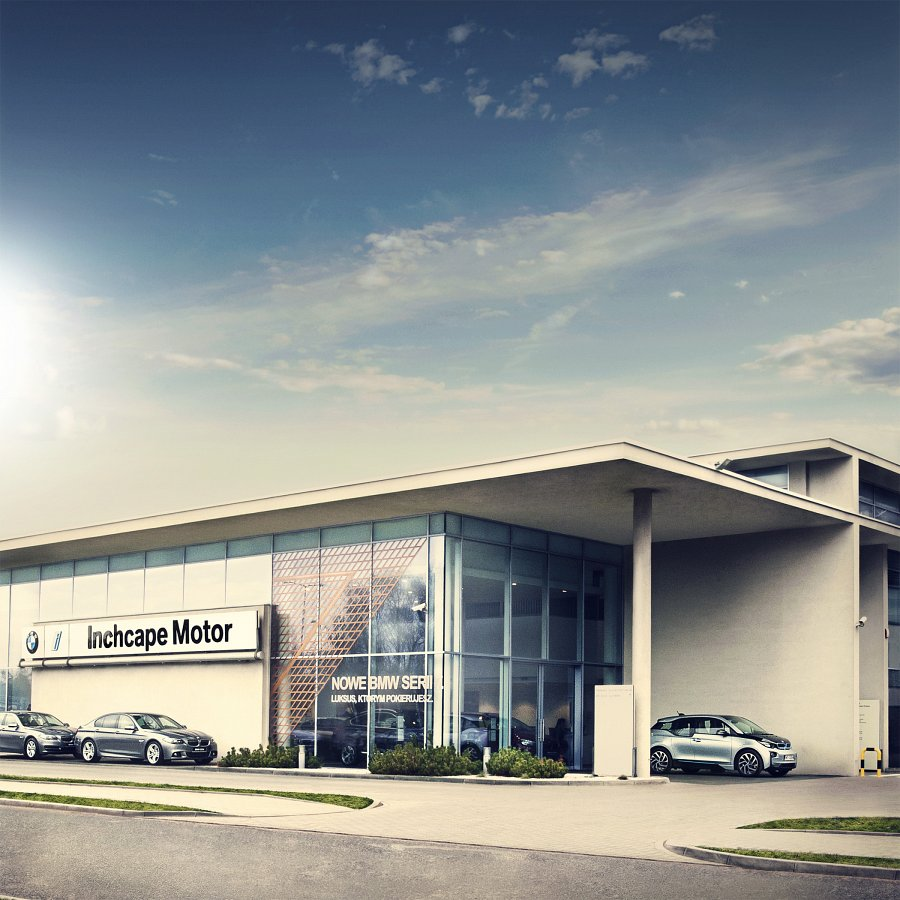 Inchcape Motor
NOWE BMW SERII
LUKSUS, KTÓRYM POKIERUJESZ.